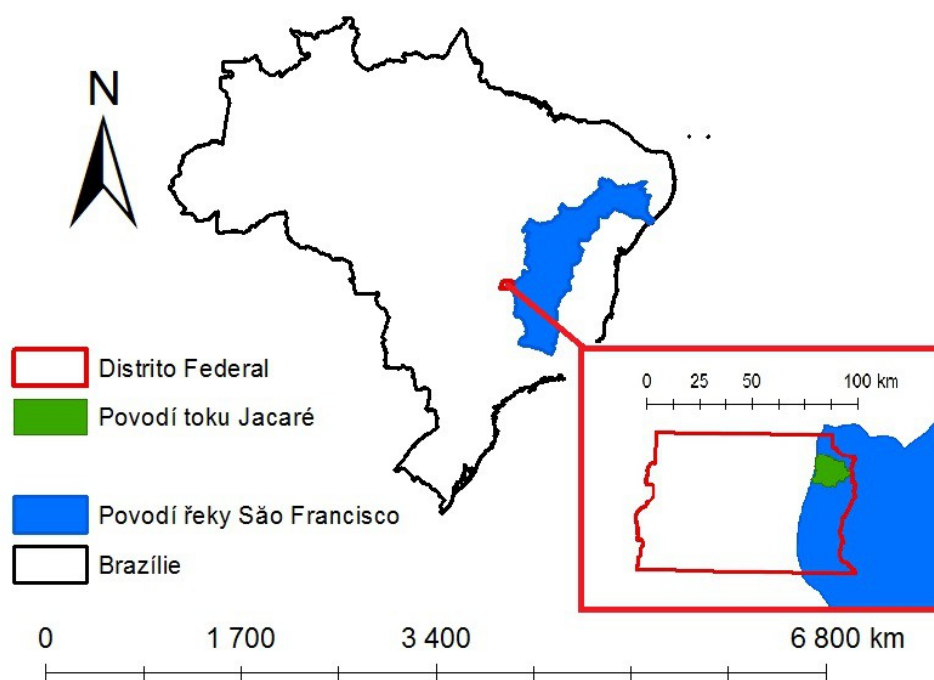 N
Distrito Federal
Povodí toku Jacaré
Povodí řeky São Francisco
Brazílie
0 25 50 100 km
0 1 700 3 400 6 800 km